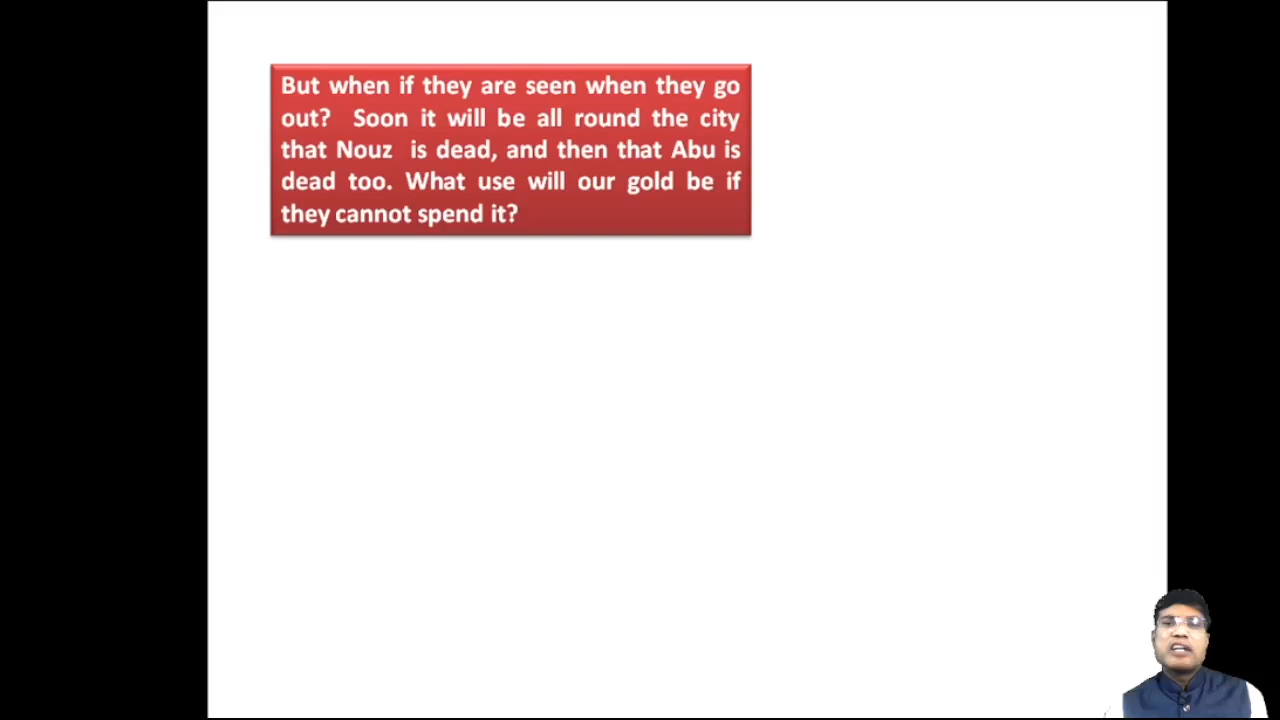 But when if they are seen when they go
out? Soon it will be all round the city
that Nouz is dead, and then that Abu is
dead too. What use will our gold be if
they cannot spend it?